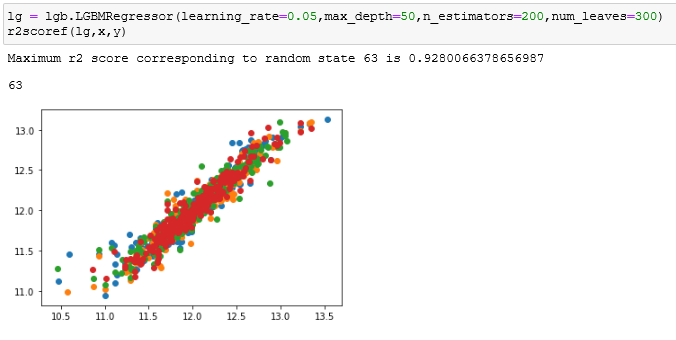 lg = lgb.LGBMRegressor(learning_rate=0.05,max_depth=50,n_estimators=200,num_leaves=300)
r2scoref(lg,x,y)
Maximum r2 score corresponding to random state 63 is 0.9280066378656987
63
13.0
12.5
12.0
11.5
11.0
10.5 11.0 11.5 12.0 12.5 13.0 13.5